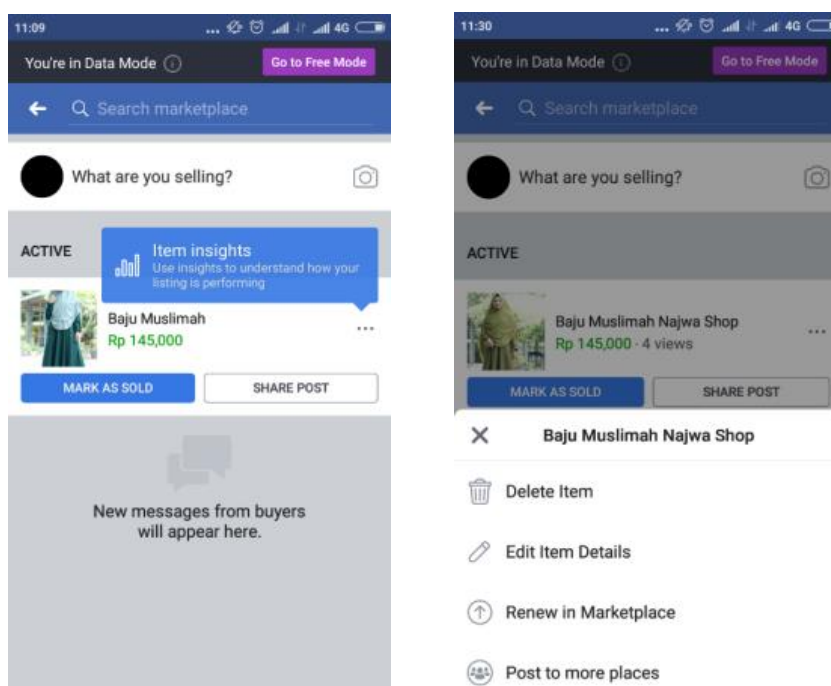 11:09
... 4G
You're in Data Mode
Go to Free Mode
Search marketplace
What are you selling?
ACTIVE
Item insights
Use insights to understand how your
listing is performing
Baju Muslimah
Rp 145,000
...
MARK AS SOLD
SHARE POST
New messages from buyers
will appear here.
11:30
... 4G
You're in Data Mode
Go to Free Mode
Search marketplace
What are you selling?
ACTIVE
Baju Muslimah Najwa Shop
Rp 145,000 · 4 views
...
MARK AS SOLD
SHARE POST
Baju Muslimah Najwa Shop
Delete Item
Edit Item Details
Renew in Marketplace
Post to more places